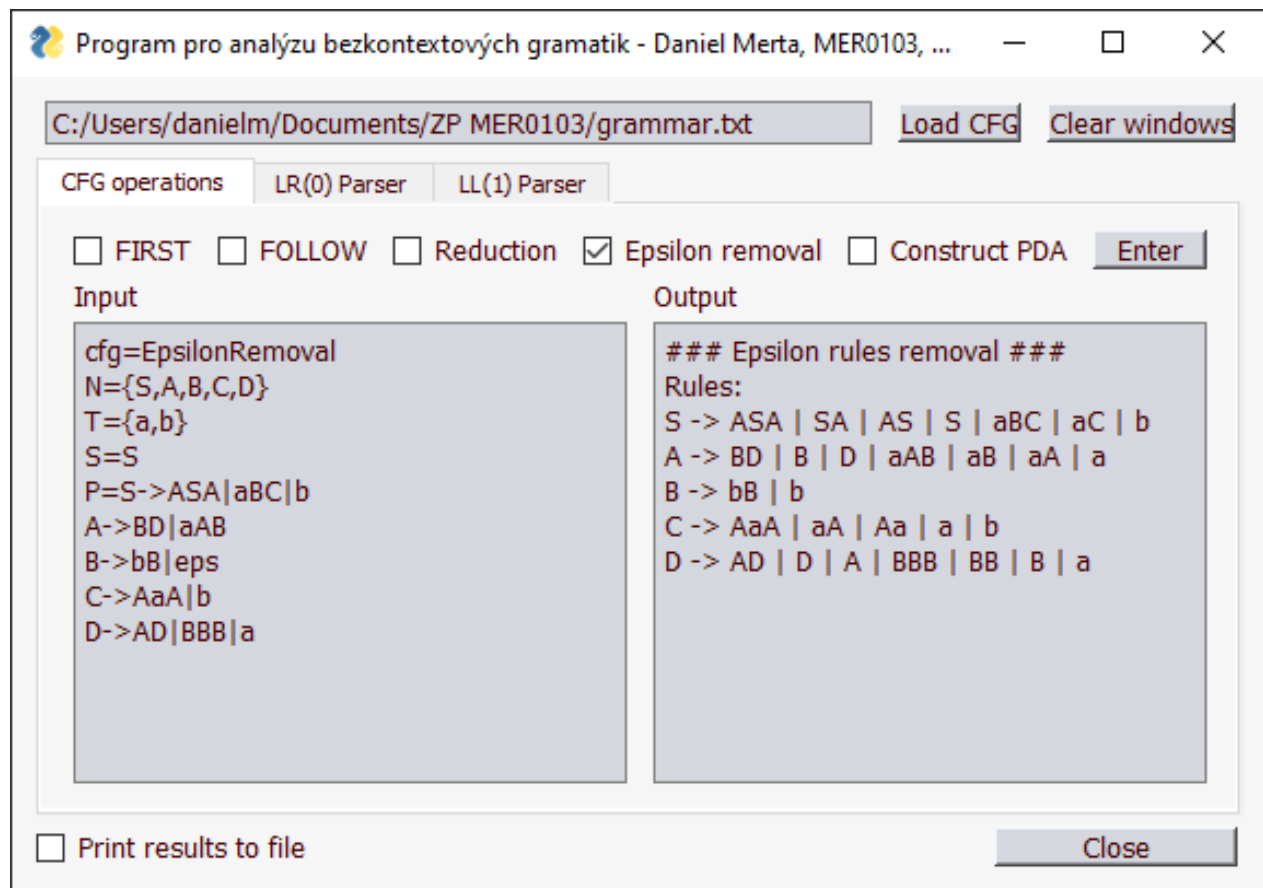 Program pro analýzu bezkontextových gramatik - Daniel Merta, MER0103, ...
C:/Users/danielm/Documents/ZP MER0103/grammar.txt Load CFG Clear windows
CFG operations LR(0) Parser LL(1) Parser
FIRST FOLLOW Reduction Epsilon removal Construct PDA Enter
Input
cfg=EpsilonRemoval
N={S,A,B,C,D}
T={a,b}
S=S
P=S->ASA|aBC|b
A->BD|aAB
B->bB|eps
C->AaA|b
D->AD|BBB|a
Output
### Epsilon rules removal ###
Rules:
S -> ASA | SA | AS | S | aBC | aC | b
A -> BD | B | D | aAB | aB | aA | a
B -> bB | b
C -> AaA | aA | Aa | a | b
D -> AD | D | A | BBB | BB | B | a
Print results to file Close